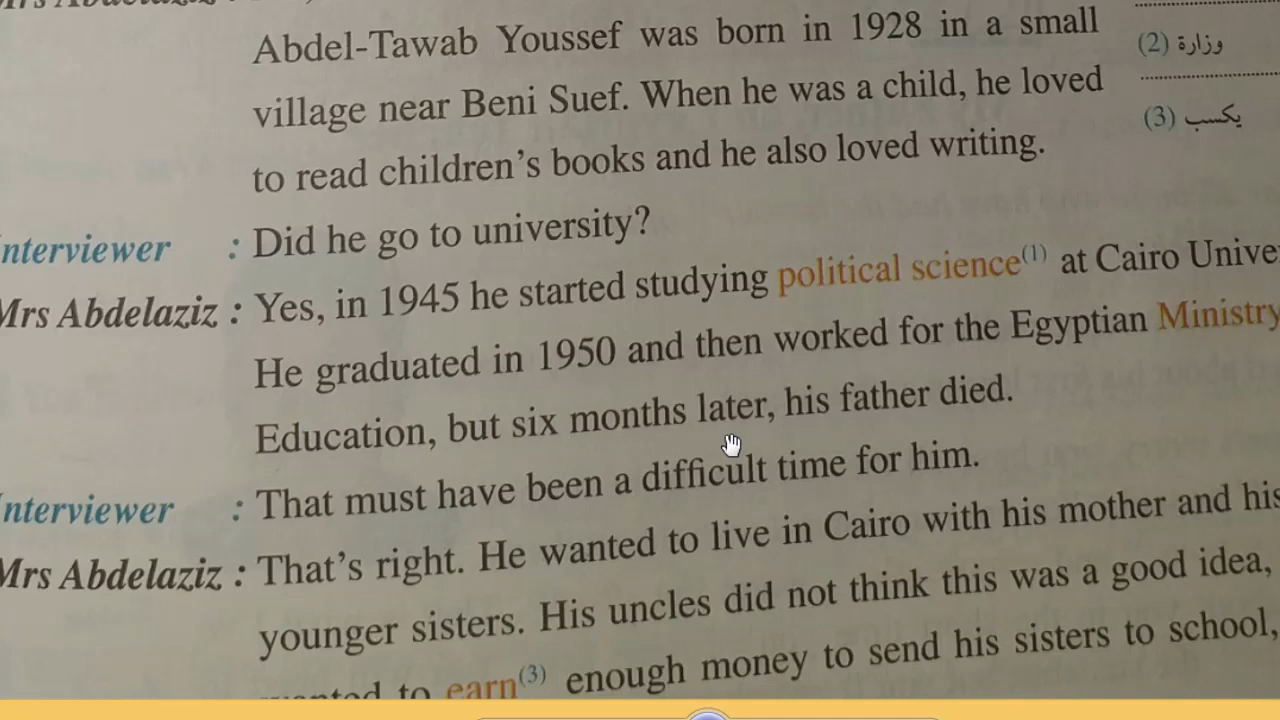 Abdel-Tawab Youssef was born in 1928 in a small
(2) وزارة
village near Beni Suef. When he was a child, he loved
(3) يكسب
to read children's books and he also loved writing.
nterviewer : Did he go to university?
Mrs Abdelaziz : Yes, in 1945 he started studying political science(1) at Cairo Unive
He graduated in 1950 and then worked for the Egyptian Ministry
Education, but six months later, his father died.
nterviewer : That must have been a difficult time for him.
Mrs Abdelaziz : That's right. He wanted to live in Cairo with his mother and his
younger sisters. His uncles did not think this was a good idea,
to earn(3) enough money to send his sisters to school,